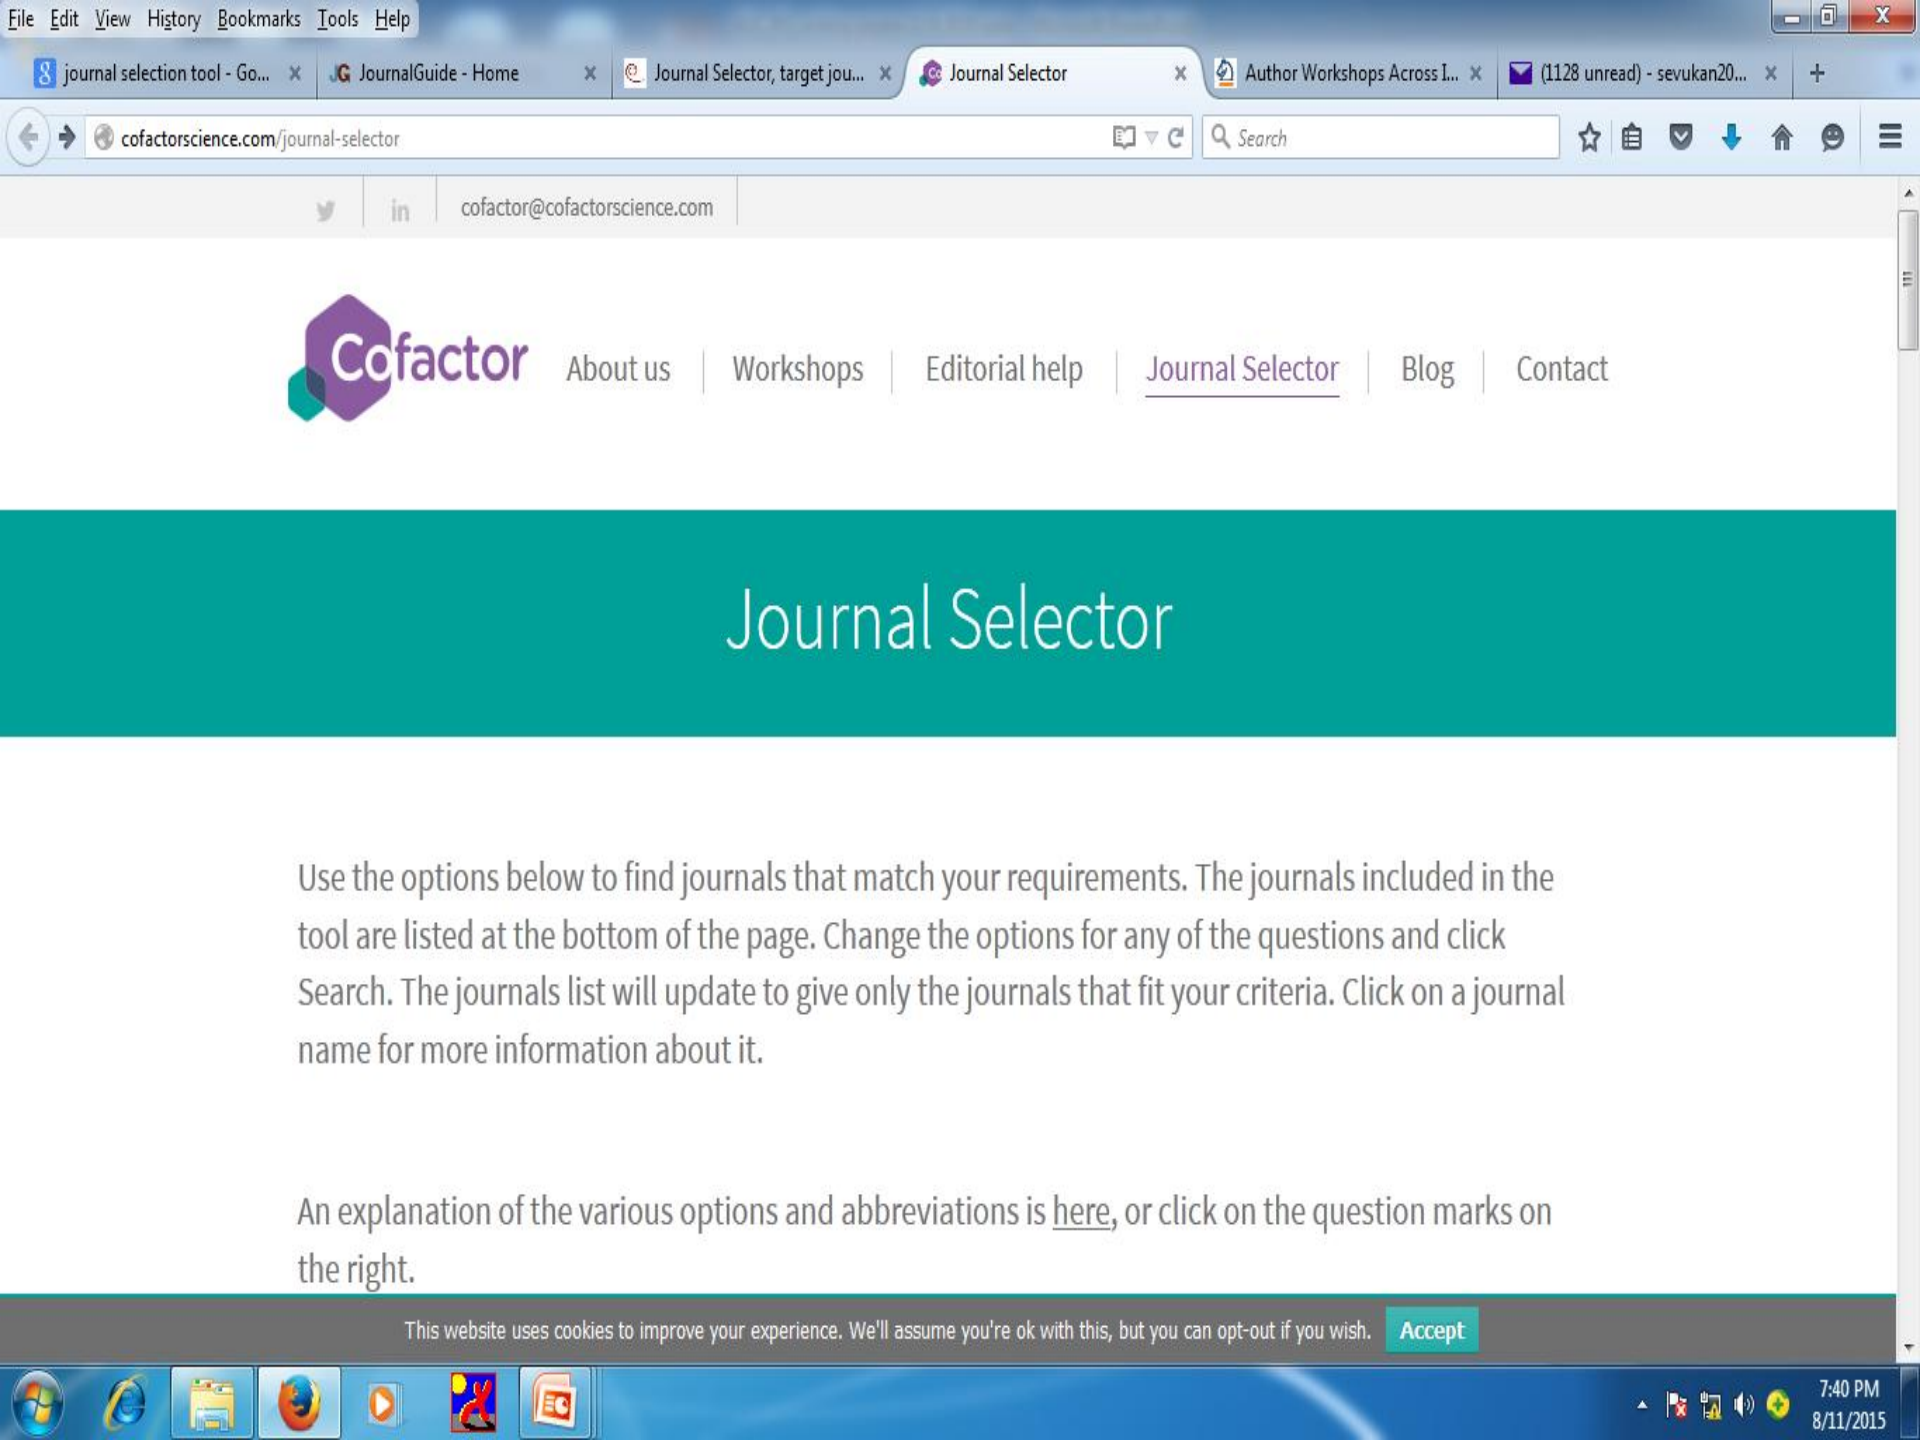 File Edit View History Bookmarks Tools Help
journal selection tool - Go...
JG JournalGuide - Home
Journal Selector, target jou...
Journal Selector
Author Workshops Across I...
(1128 unread) - sevukan20...
cofactorscience.com/journal-selector
Search
in
cofactor@cofactorscience.com
Cofactor
About us
Workshops
Editorial help
Journal Selector
Blog
Contact
Journal Selector
Use the options below to find journals that match your requirements. The journals included in the
tool are listed at the bottom of the page. Change the options for any of the questions and click
Search. The journals list will update to give only the journals that fit your criteria. Click on a journal
name for more information about it.
An explanation of the various options and abbreviations is here, or click on the question marks on
the right.
This website uses cookies to improve your experience. We'll assume you're ok with this, but you can opt-out if you wish.
Accept
7:40 PM
8/11/2015